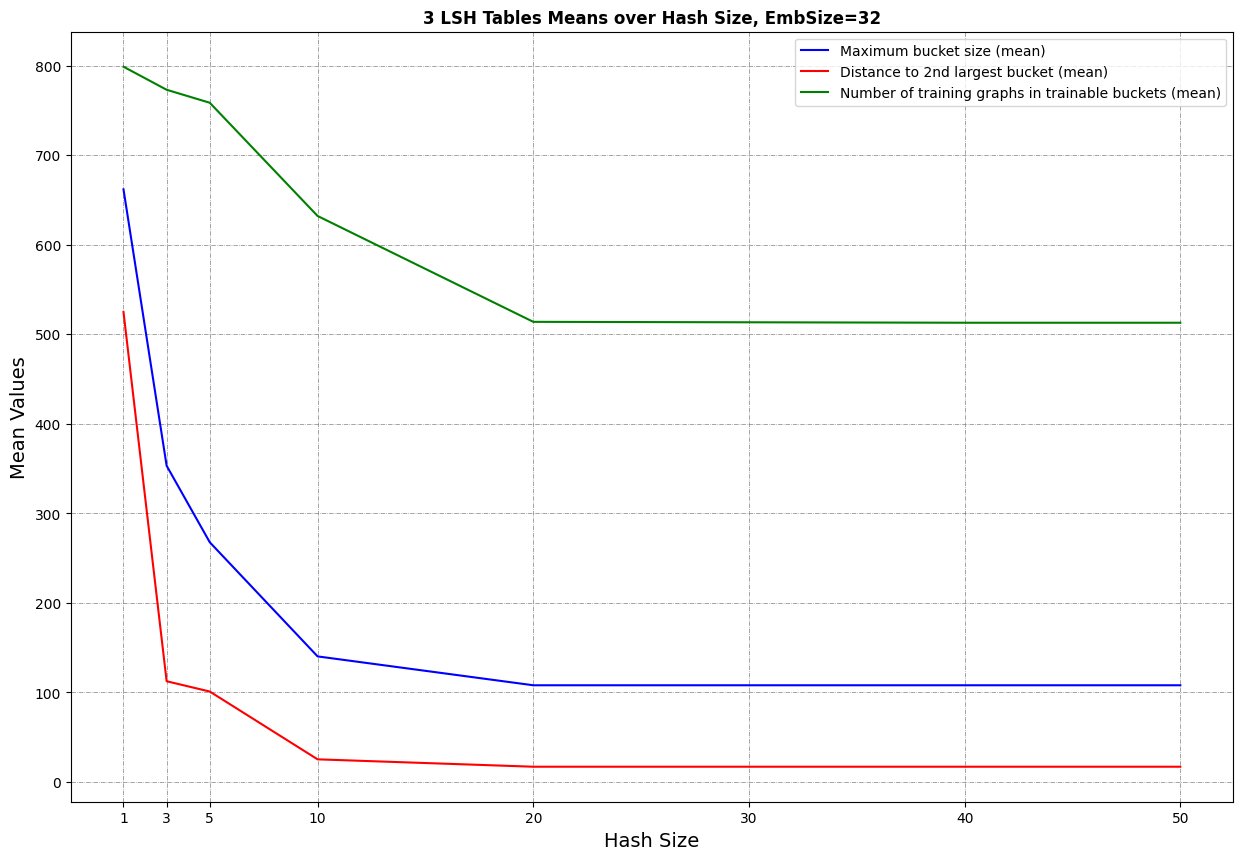 3 LSH Tables Means over Hash Size, EmbSize=32
Maximum bucket size (mean)
Distance to 2nd largest bucket (mean)
Number of training graphs in trainable buckets (mean)
800
700
600
500
400
300
200
100
0
Mean Values
1 3 5 10 20 30 40 50
Hash Size